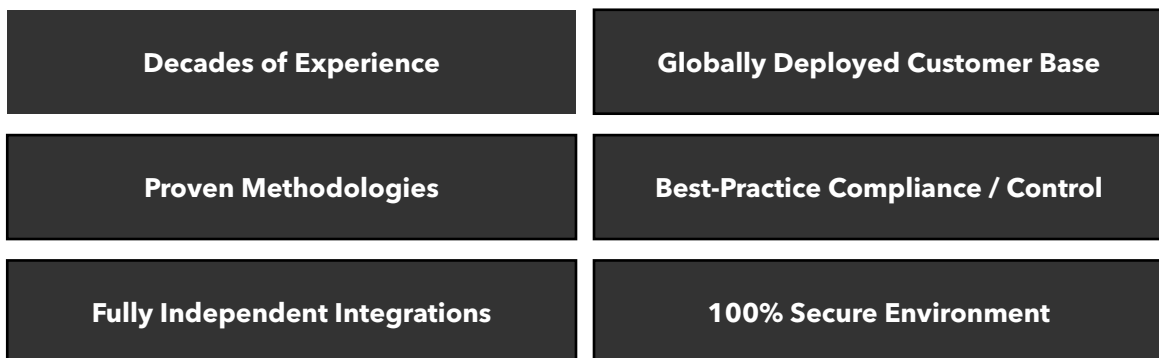 Decades of Experience
Globally Deployed Customer Base
Proven Methodologies
Best-Practice Compliance / Control
Fully Independent Integrations
100% Secure Environment